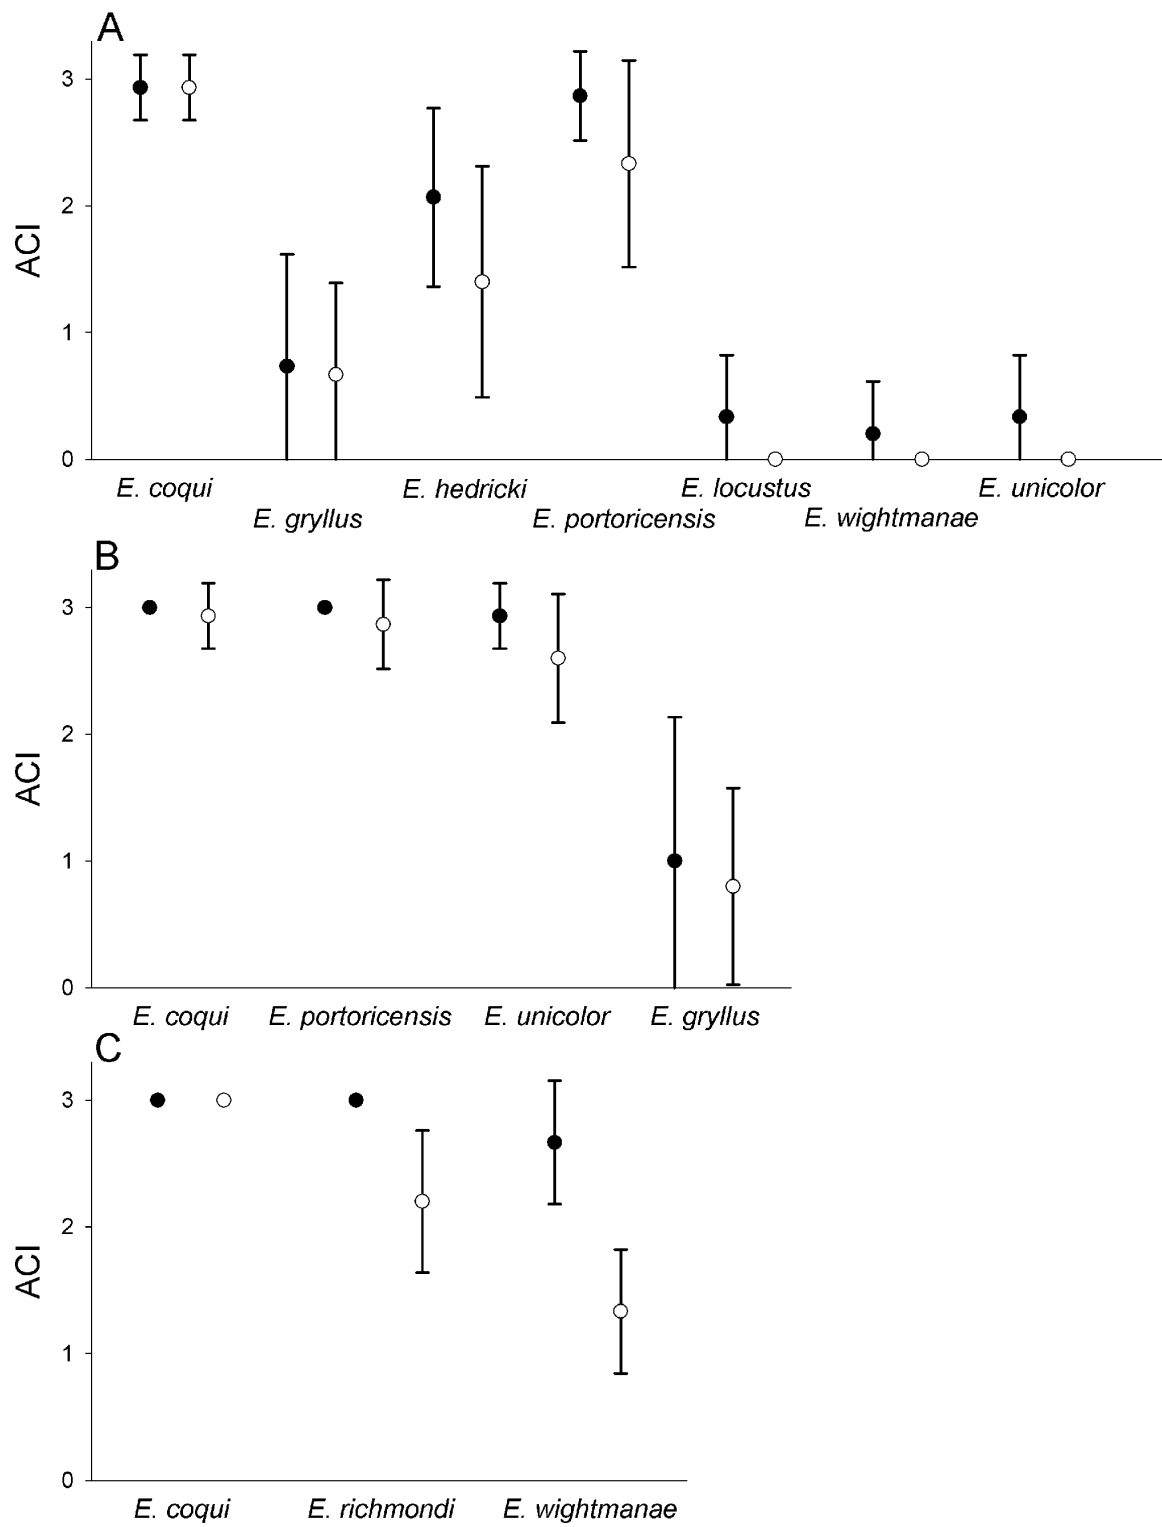 A
3
2
1
0
ACI
E. coqui E. hedricki E. locustus E. unicolor
E. gryllus E. portoricensis E. wightmanae
B
3
2
1
0
ACI
E. coqui E. portoricensis E. unicolor E. gryllus
C
3
2
1
0
ACI
E. coqui E. richmondi E. wightmanae